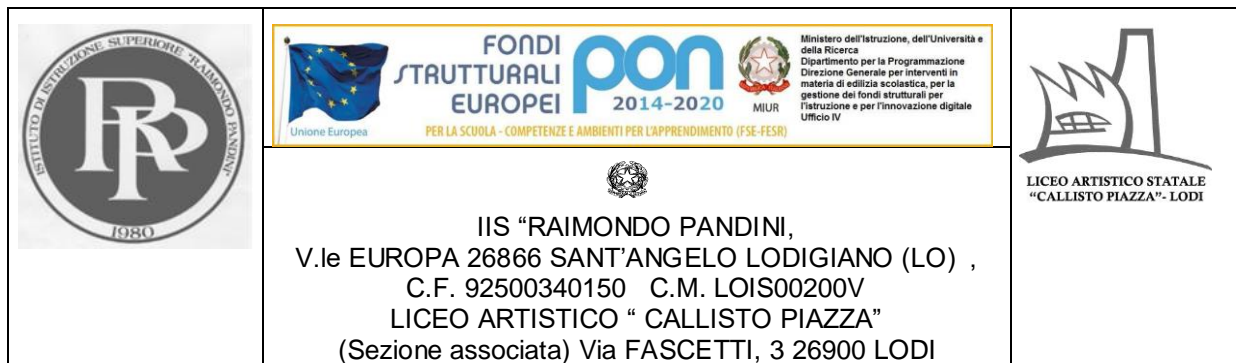 ISTITUTO DI ISTRUZIONE SUPERIORE "RAIMONDO PANDINI"
1980
Unione Europea
FONDI
STRUTTURALI
EUROPEI
pon
2014-2020
MIUR
Ministero dell'Istruzione, dell'Università e
della Ricerca
Dipartimento per la Programmazione
Direzione Generale per interventi in
materia di edilizia scolastica, per la
gestione dei fondi strutturali per
l'istruzione e per l'innovazione digitale
Ufficio IV
PER LA SCUOLA - COMPETENZE E AMBIENTI PER L'APPRENDIMENTO (FSE-FESR)
IIS “RAIMONDO PANDINI,
V.le EUROPA 26866 SANT’ANGELO LODIGIANO (LO) ,
C.F. 92500340150 C.M. LOIS00200V
LICEO ARTISTICO “ CALLISTO PIAZZA”
(Sezione associata) Via FASCETTI, 3 26900 LODI
LICEO ARTISTICO STATALE
“CALLISTO PIAZZA”- LODI